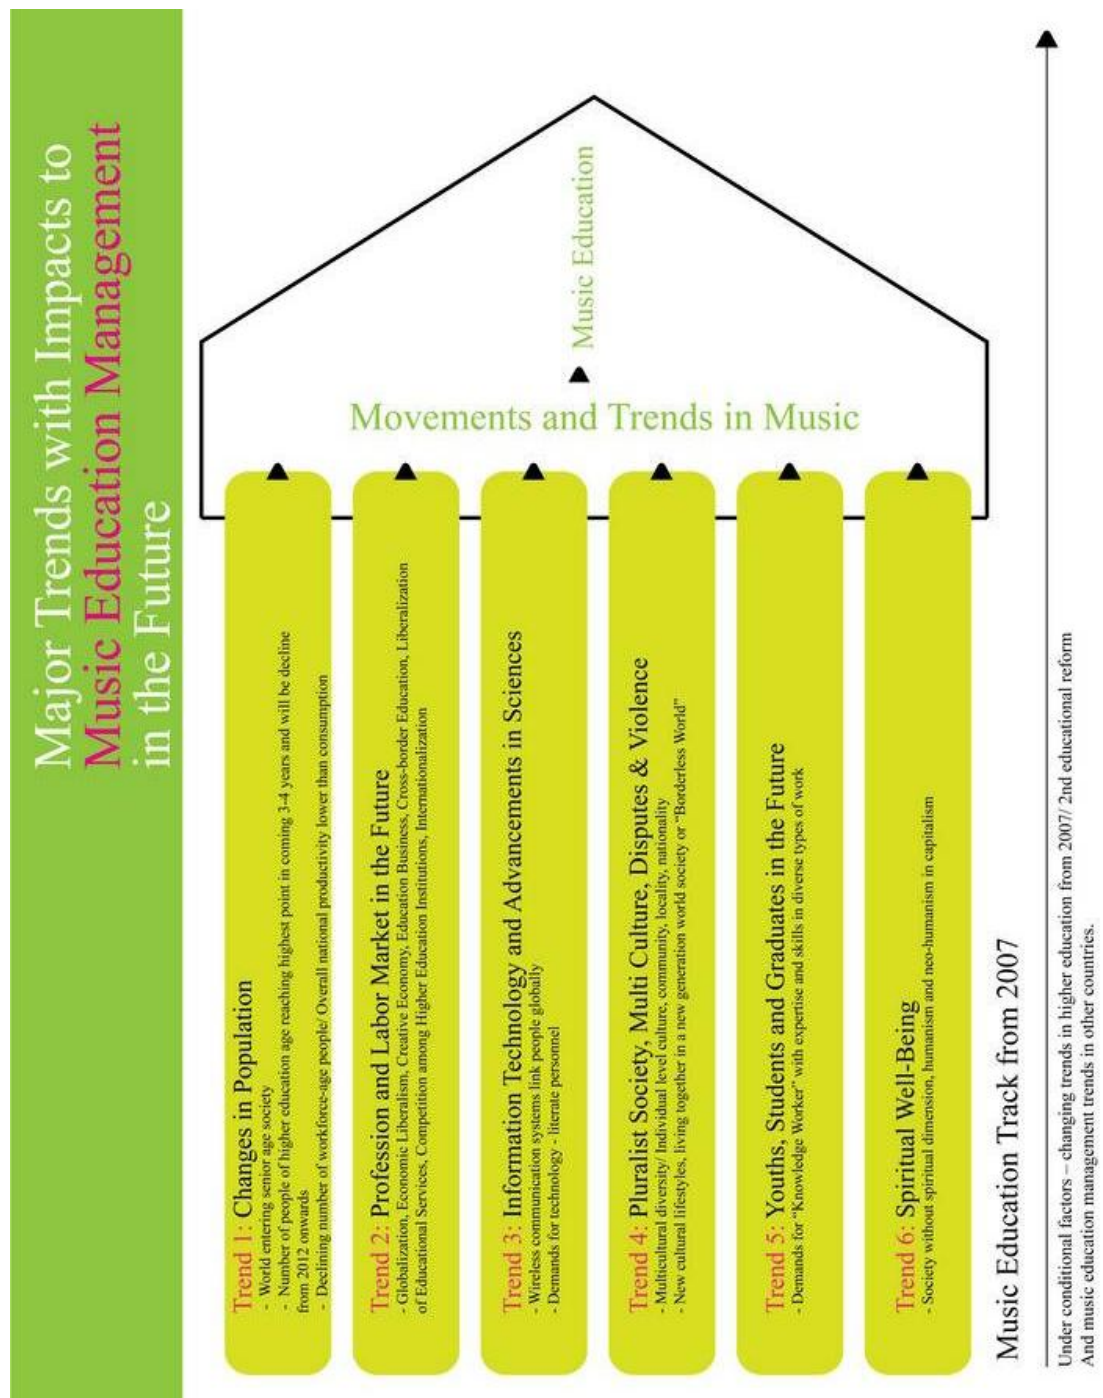 Major Trends with Impacts to
Music Education Management
in the Future
Music Education
Movements and Trends in Music
Trend 1: Changes in Population
- World entering senior age society
- Number of people of higher education age reaching highest point in coming 3-4 years and will be decline
from 2012 onwards
- Declining number of workforce-age people/ Overall national productivity lower than consumption
Trend 2: Profession and Labor Market in the Future
- Globalization, Economic Liberalism, Creative Economy, Education Business, Cross-border Education, Liberalization
of Educational Services, Competition among Higher Education Institutions, Internationalization
Trend 3: Information Technology and Advancements in Sciences
- Wireless communication systems link people globally
- Demands for technology - literate personnel
Trend 4: Pluralist Society, Multi Culture, Disputes & Violence
- Multicultural diversity/ Individual level culture, community, locality, nationality
- New cultural lifestyles, living together in a new generation world society or “Borderless World”
Trend 5: Youths, Students and Graduates in the Future
- Demands for “Knowledge Worker” with expertise and skills in diverse types of work
Trend 6: Spiritual Well-Being
- Society without spiritual dimension, humanism and neo-humanism in capitalism
Music Education Track from 2007
Under conditional factors – changing trends in higher education from 2007/ 2nd educational reform
And music education management trends in other countries.